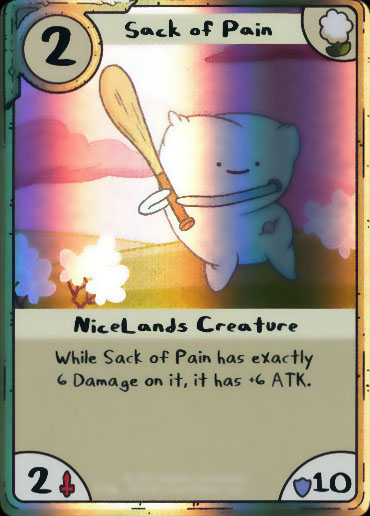 2
Sack of Pain
NiceLands Creature
While Sack of Pain has exactly
6 Damage on it, it has +6 ATK.
2
10